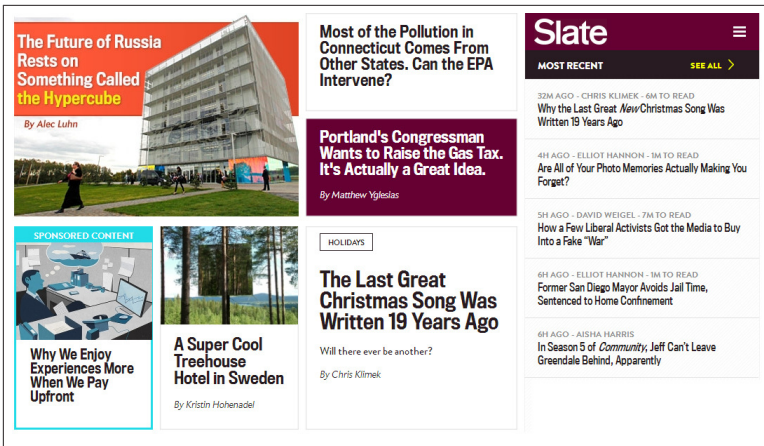 The Future of Russia
Rests on
Something Called
the Hypercube
By Alec Luhn
Most of the Pollution in
Connecticut Comes From
Other States. Can the EPA
Intervene?
Portland's Congressman
Wants to Raise the Gas Tax.
It's Actually a Great Idea.
By Matthew Yglesias
SPONSORED CONTENT
Why We Enjoy
Experiences More
When We Pay
Upfront
A Super Cool
Treehouse
Hotel in Sweden
By Kristin Hohenadel
HOLIDAYS
The Last Great
Christmas Song Was
Written 19 Years Ago
Will there ever be another?
By Chris Klimek
Slate
MOST RECENT SEE ALL
32M AGO - CHRIS KLIMEK - 6M TO READ
Why the Last Great New Christmas Song Was
Written 19 Years Ago
4H AGO - ELLIOT HANNON - 1M TO READ
Are All of Your Photo Memories Actually Making You
Forget?
5H AGO - DAVID WEIGEL - 7M TO READ
How a Few Liberal Activists Got the Media to Buy
Into a Fake “War”
6H AGO - ELLIOT HANNON - 1M TO READ
Former San Diego Mayor Avoids Jail Time,
Sentenced to Home Confinement
6H AGO - AISHA HARRIS
In Season 5 of Community, Jeff Can't Leave
Greendale Behind, Apparently